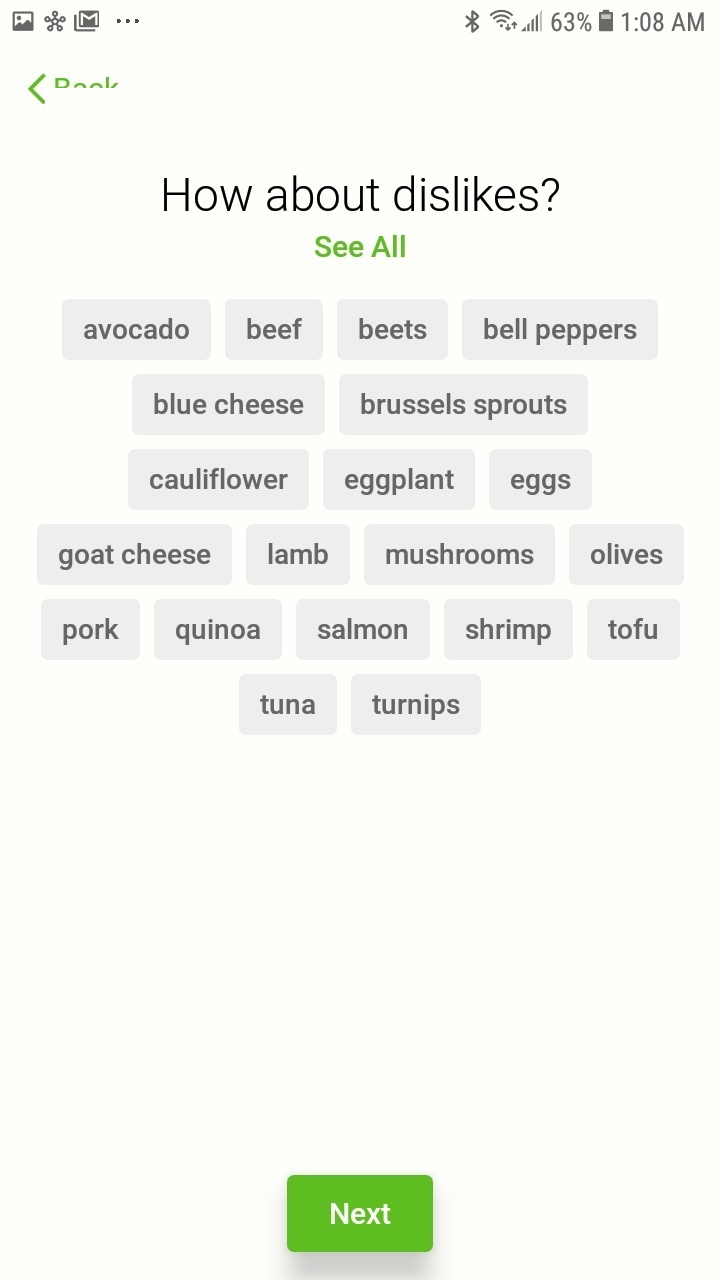 63% 1:08 AM
Back
How about dislikes?
See All
avocado beef beets bell peppers
blue cheese brussels sprouts
cauliflower eggplant eggs
goat cheese lamb mushrooms olives
pork quinoa salmon shrimp tofu
tuna turnips
Next